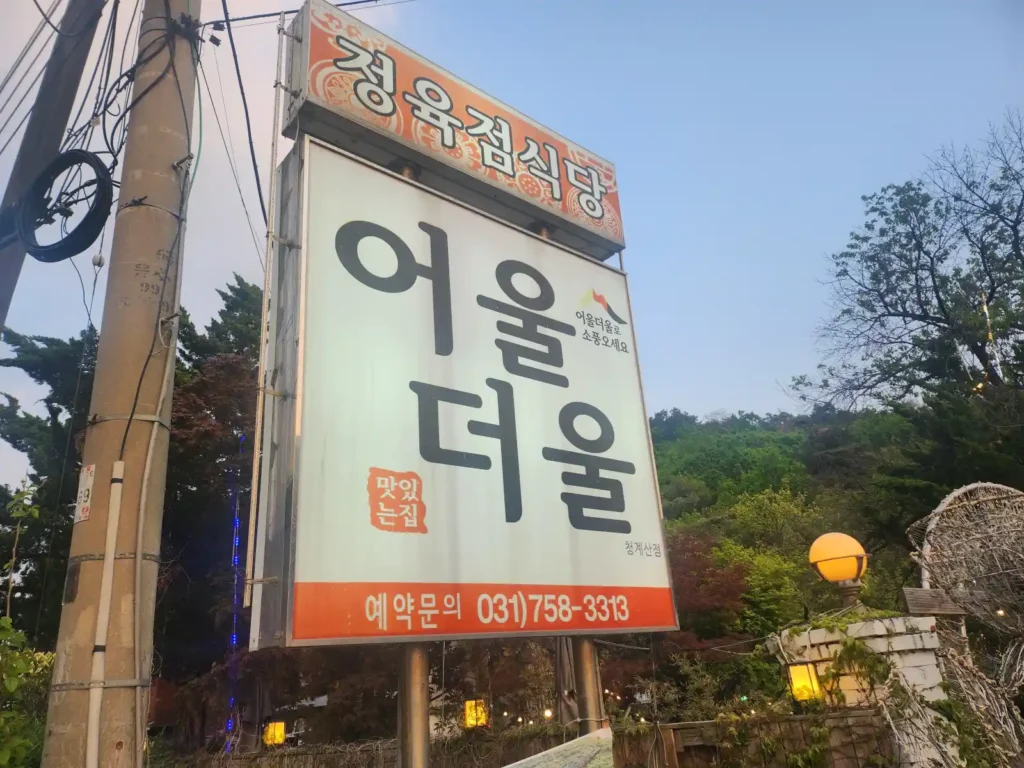 정육점식당
어울
더울
어울더울로
소풍오세요
맛있
는집
청계산점
예약문의 031)758-3313